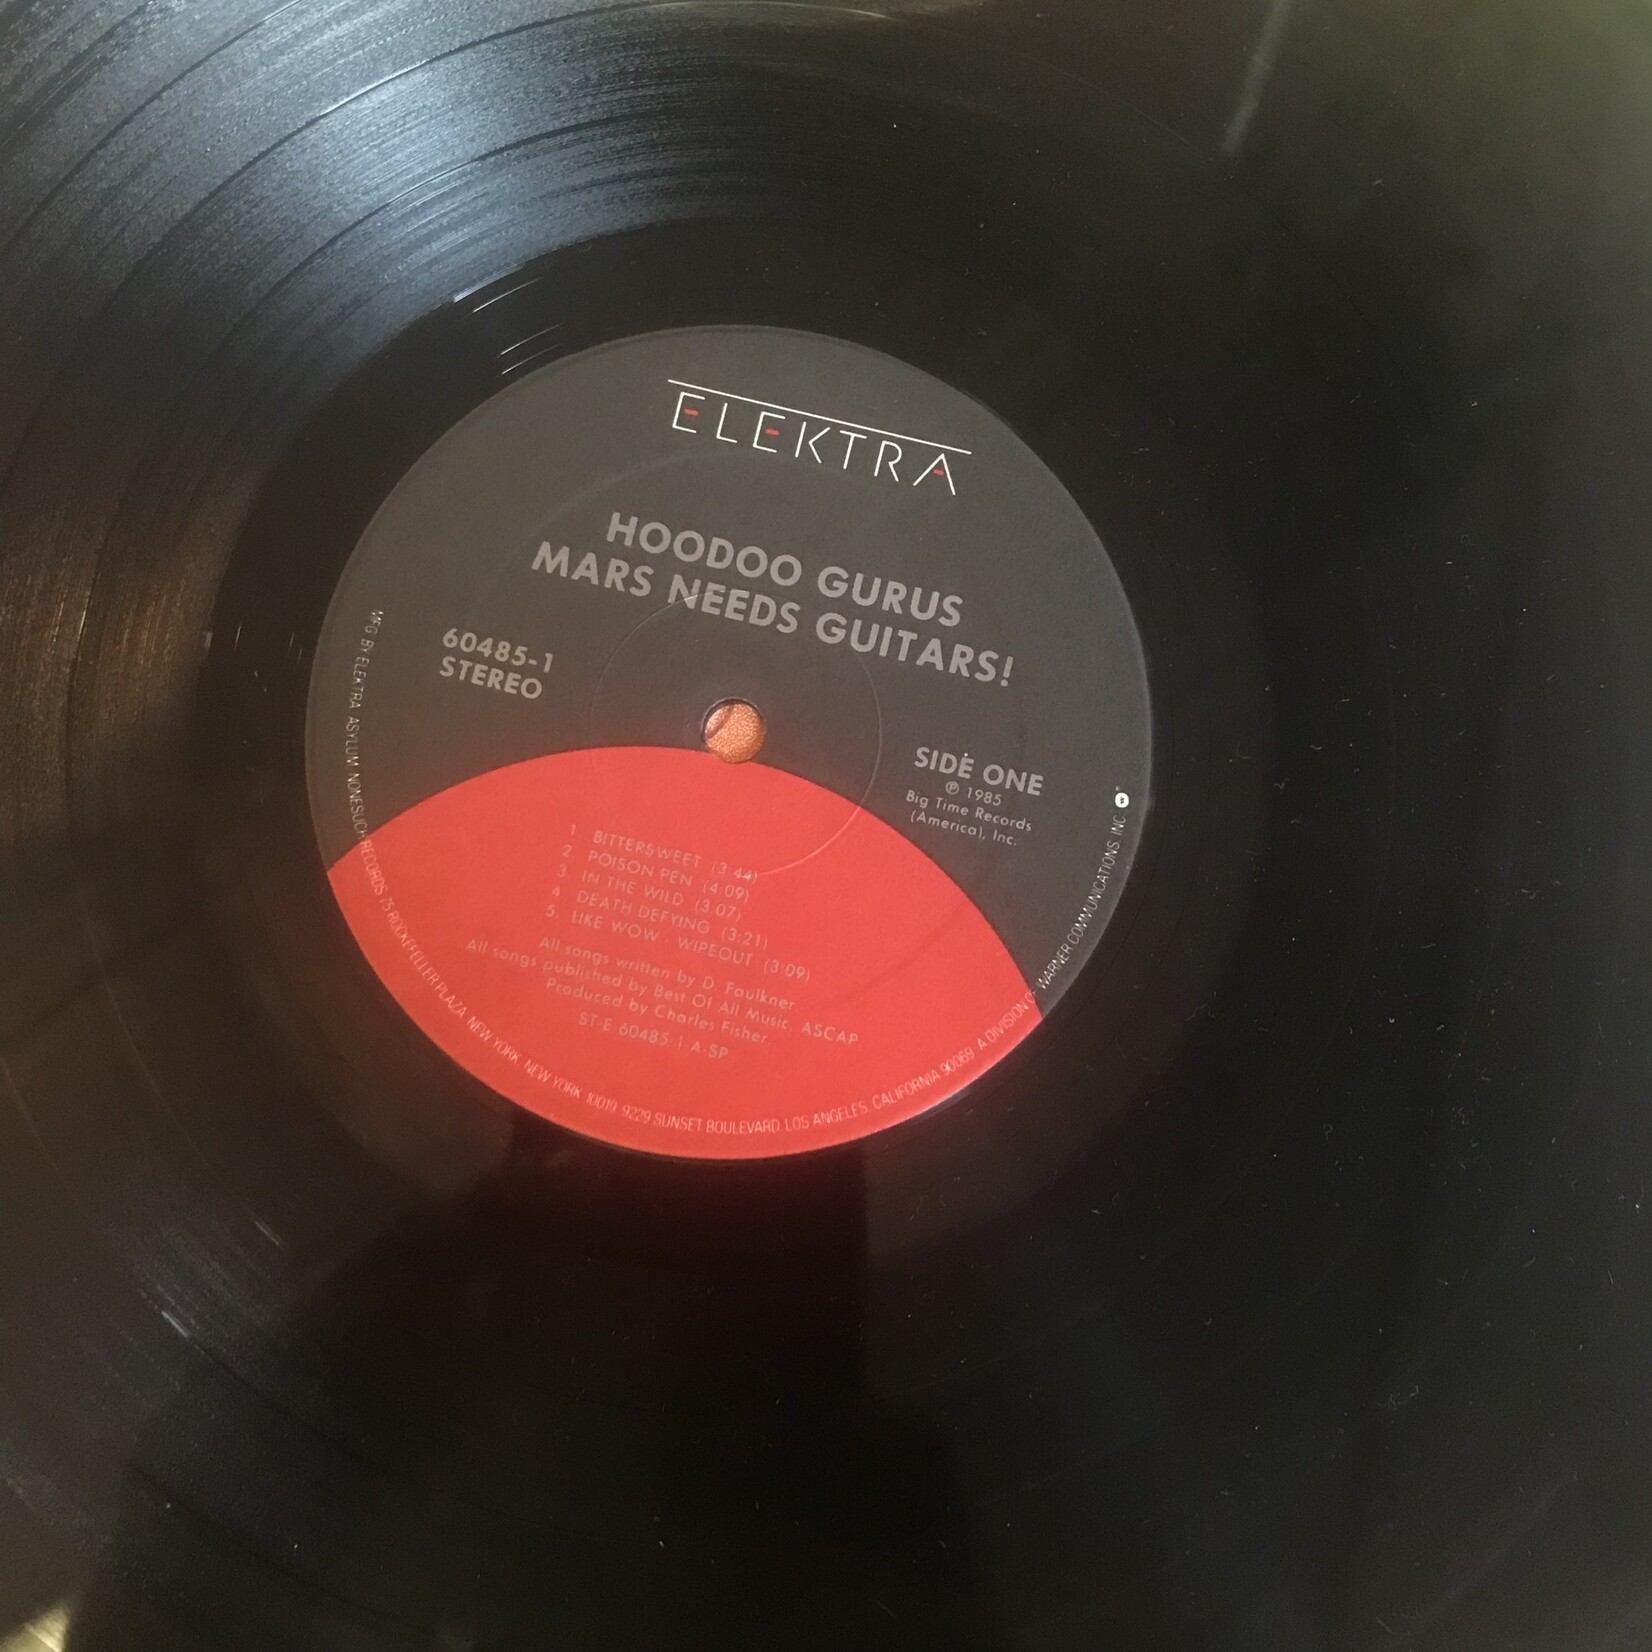 ELEKTRA
HOODOO GURUS
MARS NEEDS GUITARS!
60485-1
STEREO
SIDE ONE
℗ 1985
Big Time Records
(America), Inc.
1 BITTERSWEET (3:44)
2 POISON PEN (4:09)
3 IN THE WILD (3:07)
4 DEATH DEFYING (3:21)
5. LIKE WOW - WIPEOUT (3:09)
All songs written by D. Faulkner
All songs published by Best Of All Music, ASCAP
Produced by Charles Fisher
ST-E-60485-1-A-SP
MFG. BY ELEKTRA ASYLUM NONESUCH RECORDS 75 ROCKEFELLER PLAZA, NEW YORK, NEW YORK 10019 9229 SUNSET BOULEVARD, LOS ANGELES, CALIFORNIA 90069 A DIVISION OF WARNER COMMUNICATIONS INC. W